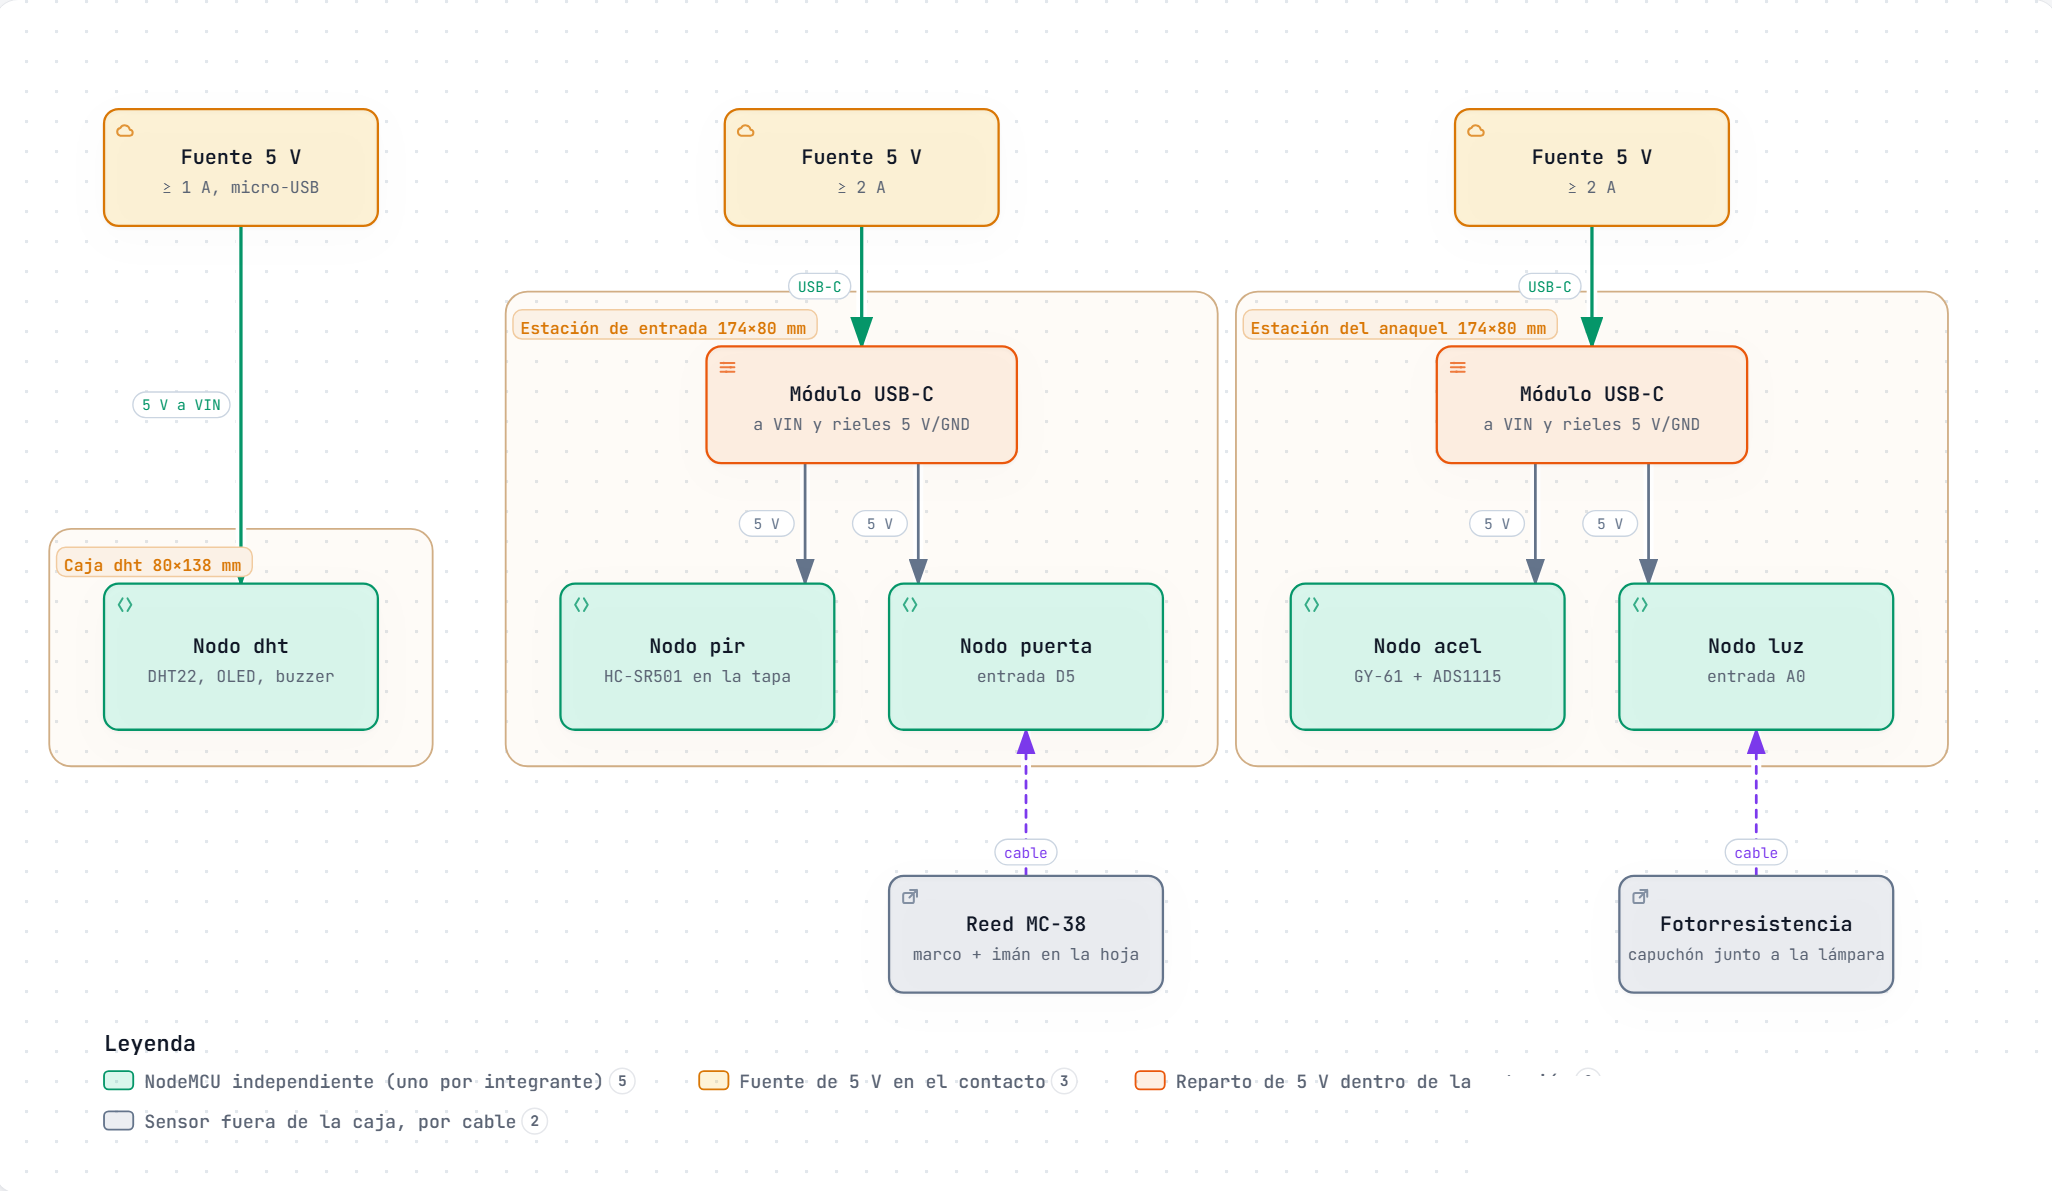 Fuente 5 V
≥ 1 A, micro-USB
Fuente 5 V
≥ 2 A
Fuente 5 V
≥ 2 A
USB-C
USB-C
Estación de entrada 174×80 mm
Estación del anaquel 174×80 mm
Módulo USB-C
a VIN y rieles 5 V/GND
Módulo USB-C
a VIN y rieles 5 V/GND
5 V a VIN
5 V
5 V
5 V
5 V
Caja dht 80×138 mm
Nodo dht
DHT22, OLED, buzzer
Nodo pir
HC-SR501 en la tapa
Nodo puerta
entrada D5
Nodo acel
GY-61 + ADS1115
Nodo luz
entrada A0
cable
cable
Reed MC-38
marco + imán en la hoja
Fotorresistencia
capuchón junto a la lámpara
Leyenda
NodeMCU independiente (uno por integrante) 5
Fuente de 5 V en el contacto 3
Reparto de 5 V dentro de la
Sensor fuera de la caja, por cable 2